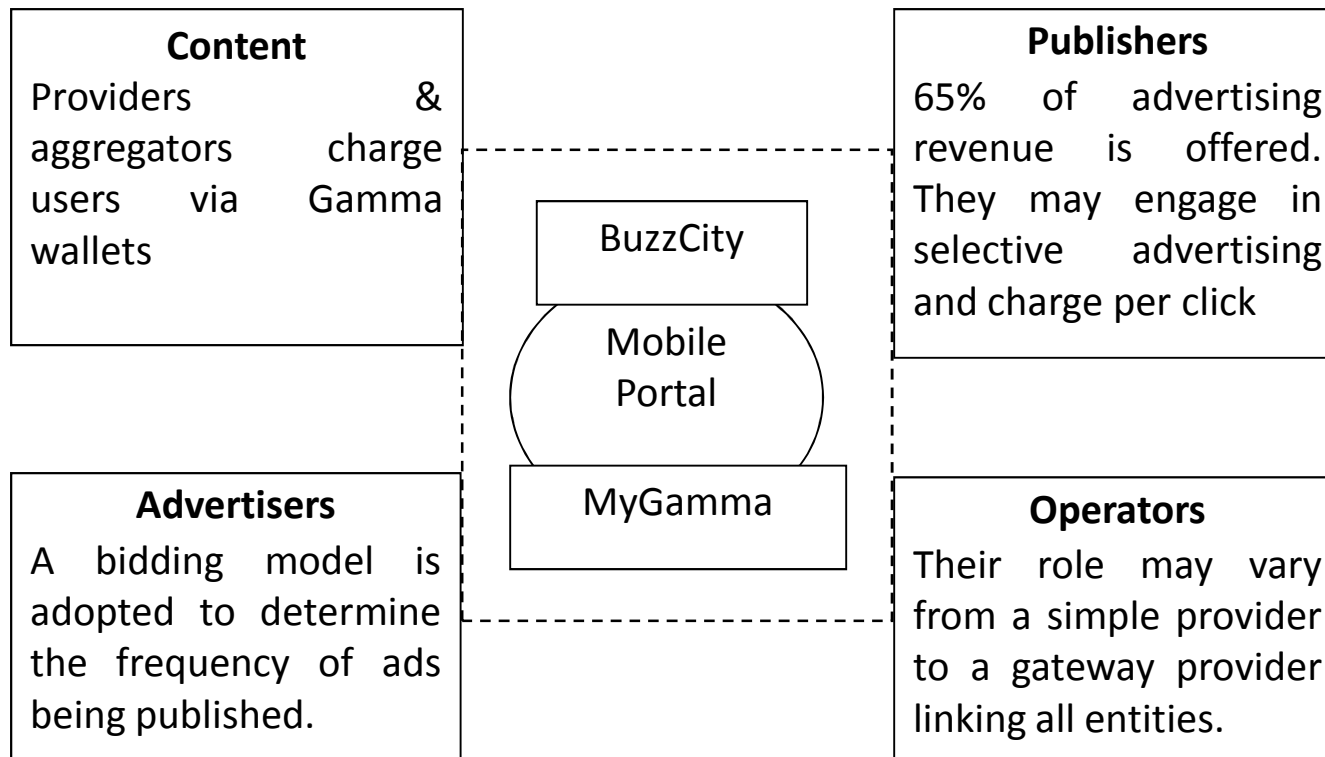 Content
Providers &
aggregators charge
users via Gamma
wallets
Publishers
65% of advertising
revenue is offered.
They may engage in
selective advertising
and charge per click
BuzzCity
Mobile
Portal
MyGamma
Advertisers
A bidding model is
adopted to determine
the frequency of ads
being published.
Operators
Their role may vary
from a simple provider
to a gateway provider
linking all entities.